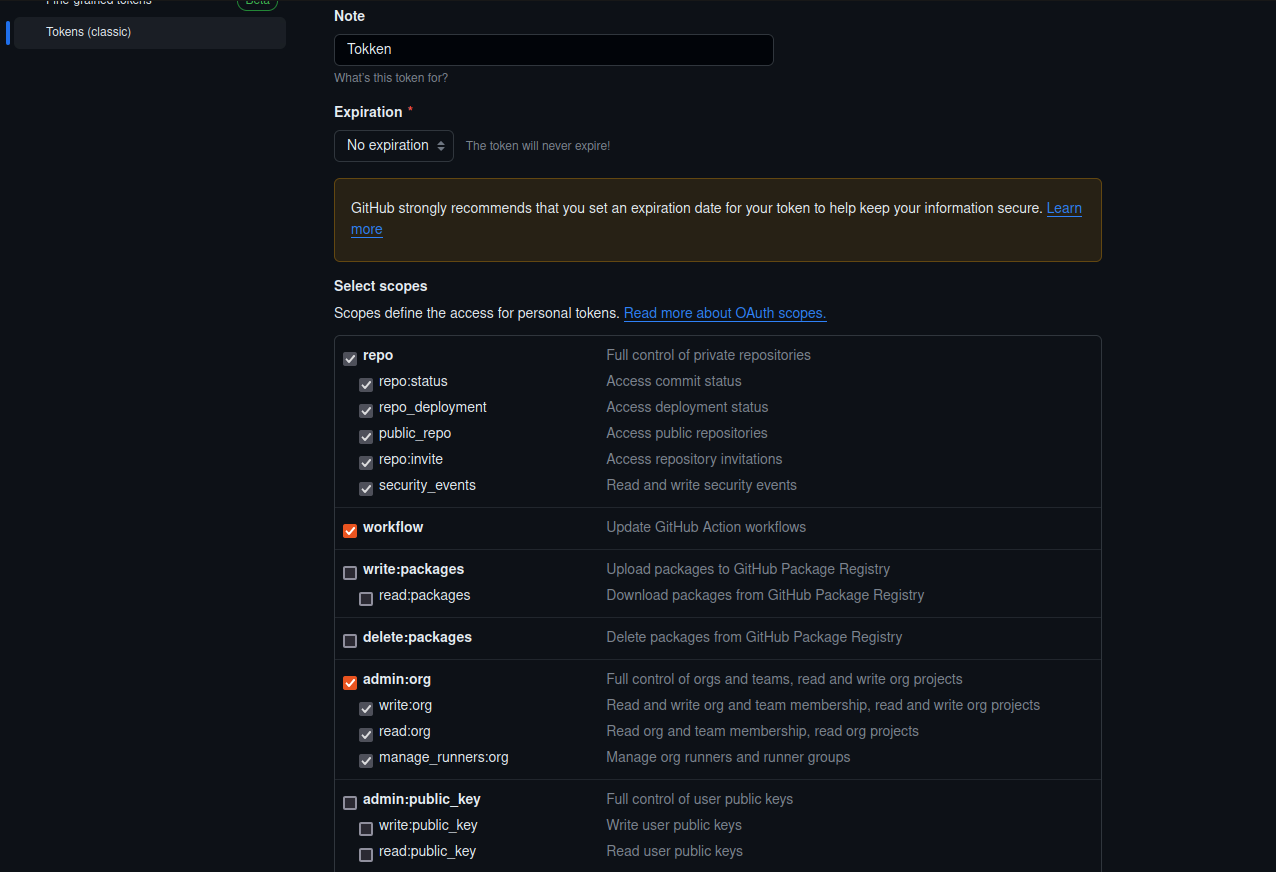 Fine-grained tokens
Beta
Tokens (classic)
Note
Tokken
What's this token for?
Expiration *
No expiration
The token will never expire!
GitHub strongly recommends that you set an expiration date for your token to help keep your information secure. Learn
more
Select scopes
Scopes define the access for personal tokens. Read more about OAuth scopes.
repo Full control of private repositories
repo:status Access commit status
repo_deployment Access deployment status
public_repo Access public repositories
repo:invite Access repository invitations
security_events Read and write security events
workflow Update GitHub Action workflows
write:packages Upload packages to GitHub Package Registry
read:packages Download packages from GitHub Package Registry
delete:packages Delete packages from GitHub Package Registry
admin:org Full control of orgs and teams, read and write org projects
write:org Read and write org and team membership, read and write org projects
read:org Read org and team membership, read org projects
manage_runners:org Manage org runners and runner groups
admin:public_key Full control of user public keys
write:public_key Write user public keys
read:public_key Read user public keys